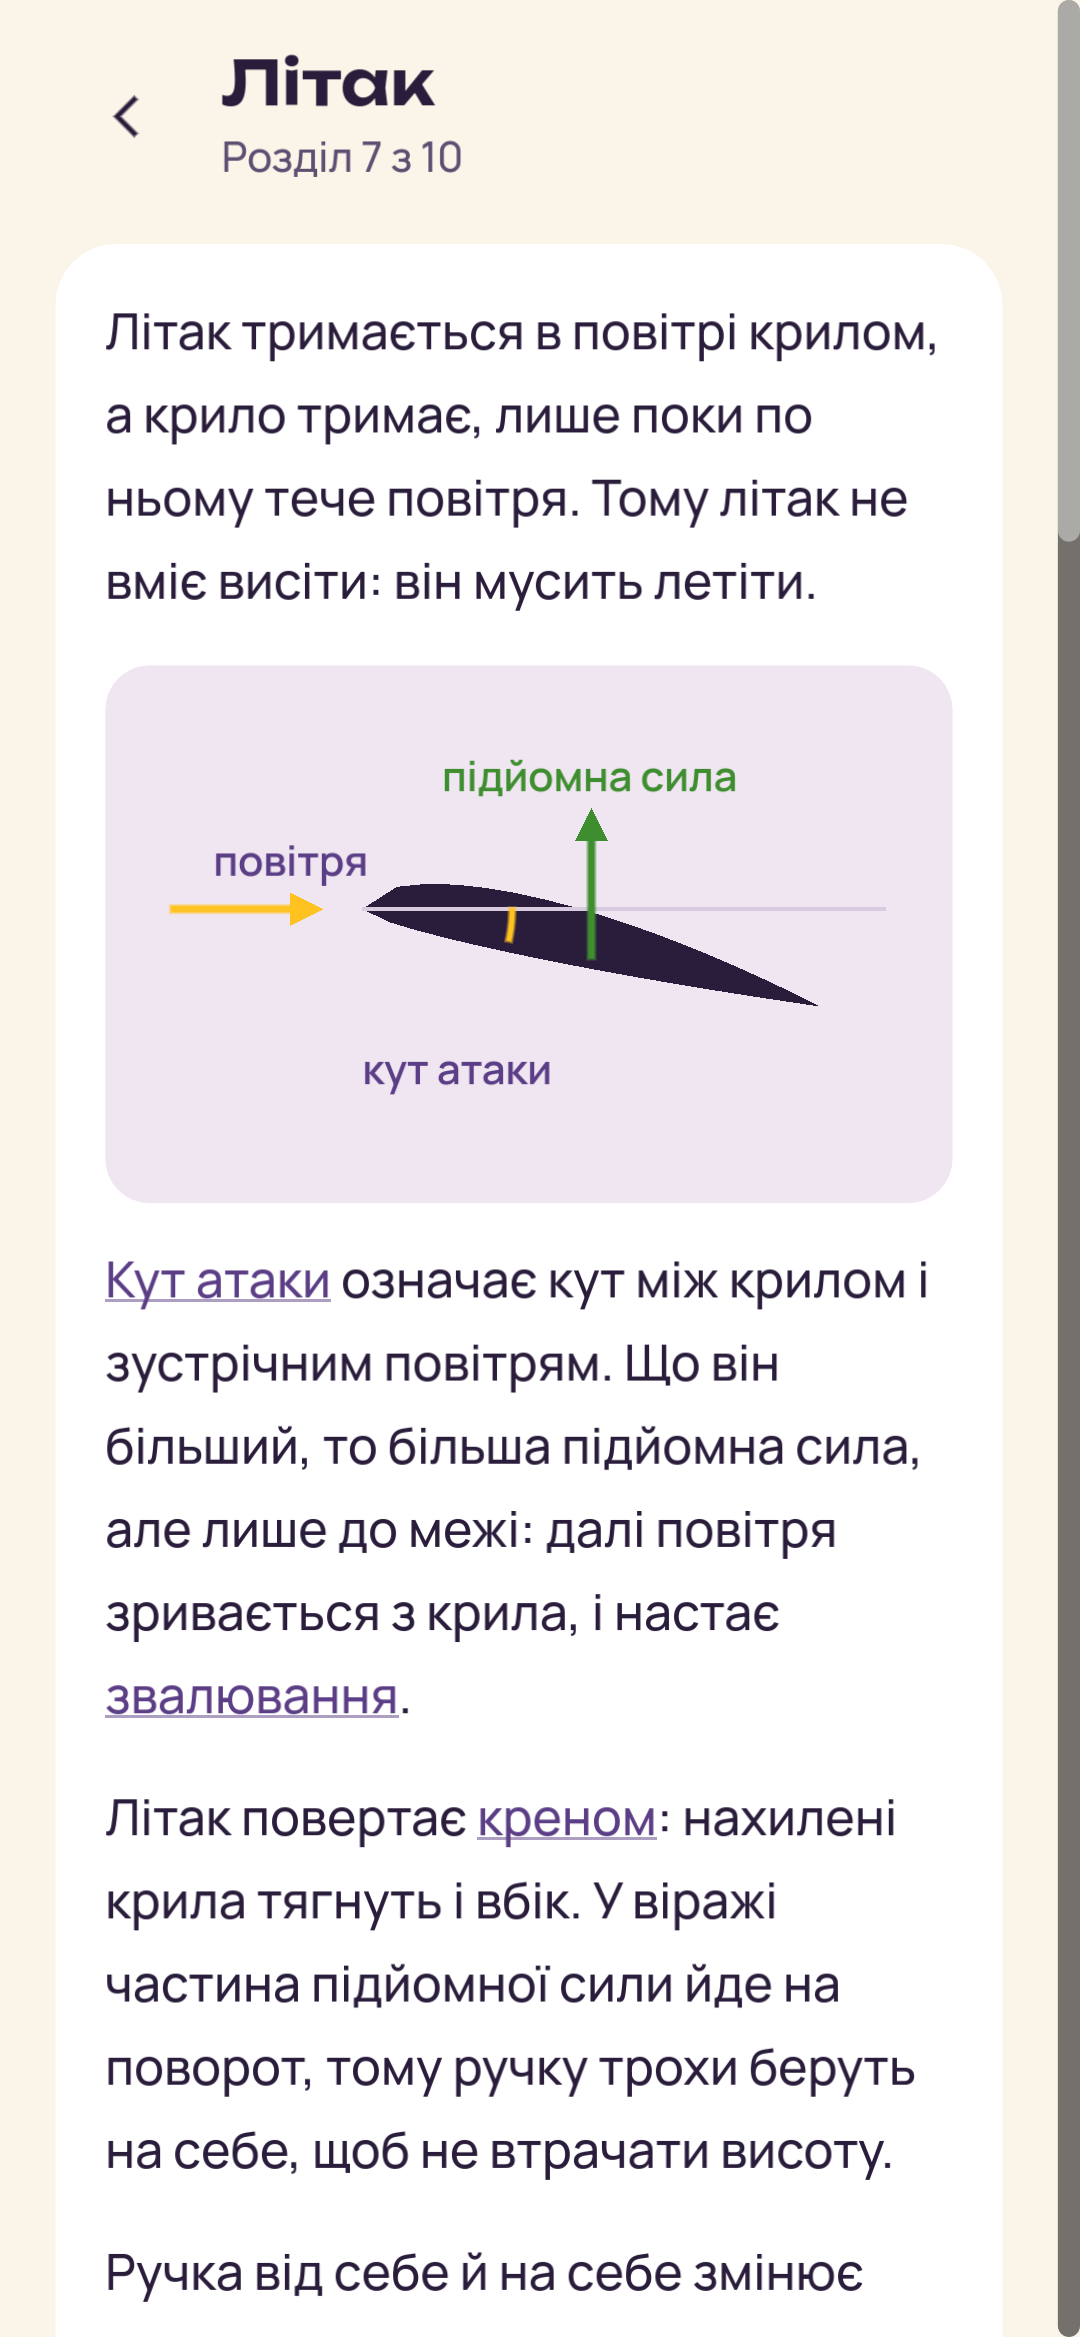 Літак
Розділ 7 з 10
Літак тримається в повітрі крилом,
а крило тримає, лише поки по
ньому тече повітря. Тому літак не
вміє висіти: він мусить летіти.
підйомна сила
повітря
кут атаки
Кут атаки означає кут між крилом і
зустрічним повітрям. Що він
більший, то більша підйомна сила,
але лише до межі: далі повітря
зривається з крила, і настає
звалювання.
Літак повертає креном: нахилені
крила тягнуть і вбік. У віражі
частина підйомної сили йде на
поворот, тому ручку трохи беруть
на себе, щоб не втрачати висоту.
Ручка від себе й на себе змінює